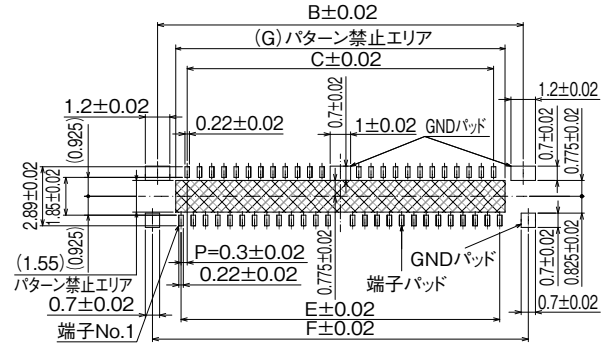 B±0.02
(G)パターン禁止エリア
C±0.02
1.2±0.02
0.22±0.02
0.7±0.02
1±0.02
GNDパッド
1.2±0.02
(0.925)
0.7±0.02
0.775±0.02
2.89±0.02
1.85±0.02
(0.925)
P=0.3±0.02
0.22±0.02
0.775±0.02
端子パッド
GNDパッド
0.7±0.02
0.825±0.02
(1.55)
パターン禁止エリア
0.7±0.02
端子No.1
E±0.02
F±0.02
0.7±0.02